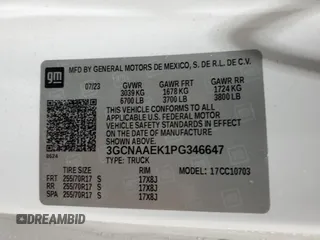 gm
MFD BY GENERAL MOTORS DE MEXICO, S. DE R.L. DE C.V.
07/23 GVWR GAWR FRT GAWR RR
3039 KG 1678 KG 1724 KG
6700 LB 3700 LB 3800 LB
THIS VEHICLE CONFORMS TO ALL APPLICABLE
U.S. FEDERAL MOTOR VEHICLE SAFETY
STANDARDS IN EFFECT ON THE DATE OF
MANUFACTURE SHOWN ABOVE.
3GCNAAEK1PG346647
TYPE: TRUCK MODEL: 17CC10703
TIRE SIZE RIM
FRT 255/70R17 S 17X8J
RR 255/70R17 S 17X8J
SPA 255/70R17 S 17X8J
DREAMBID